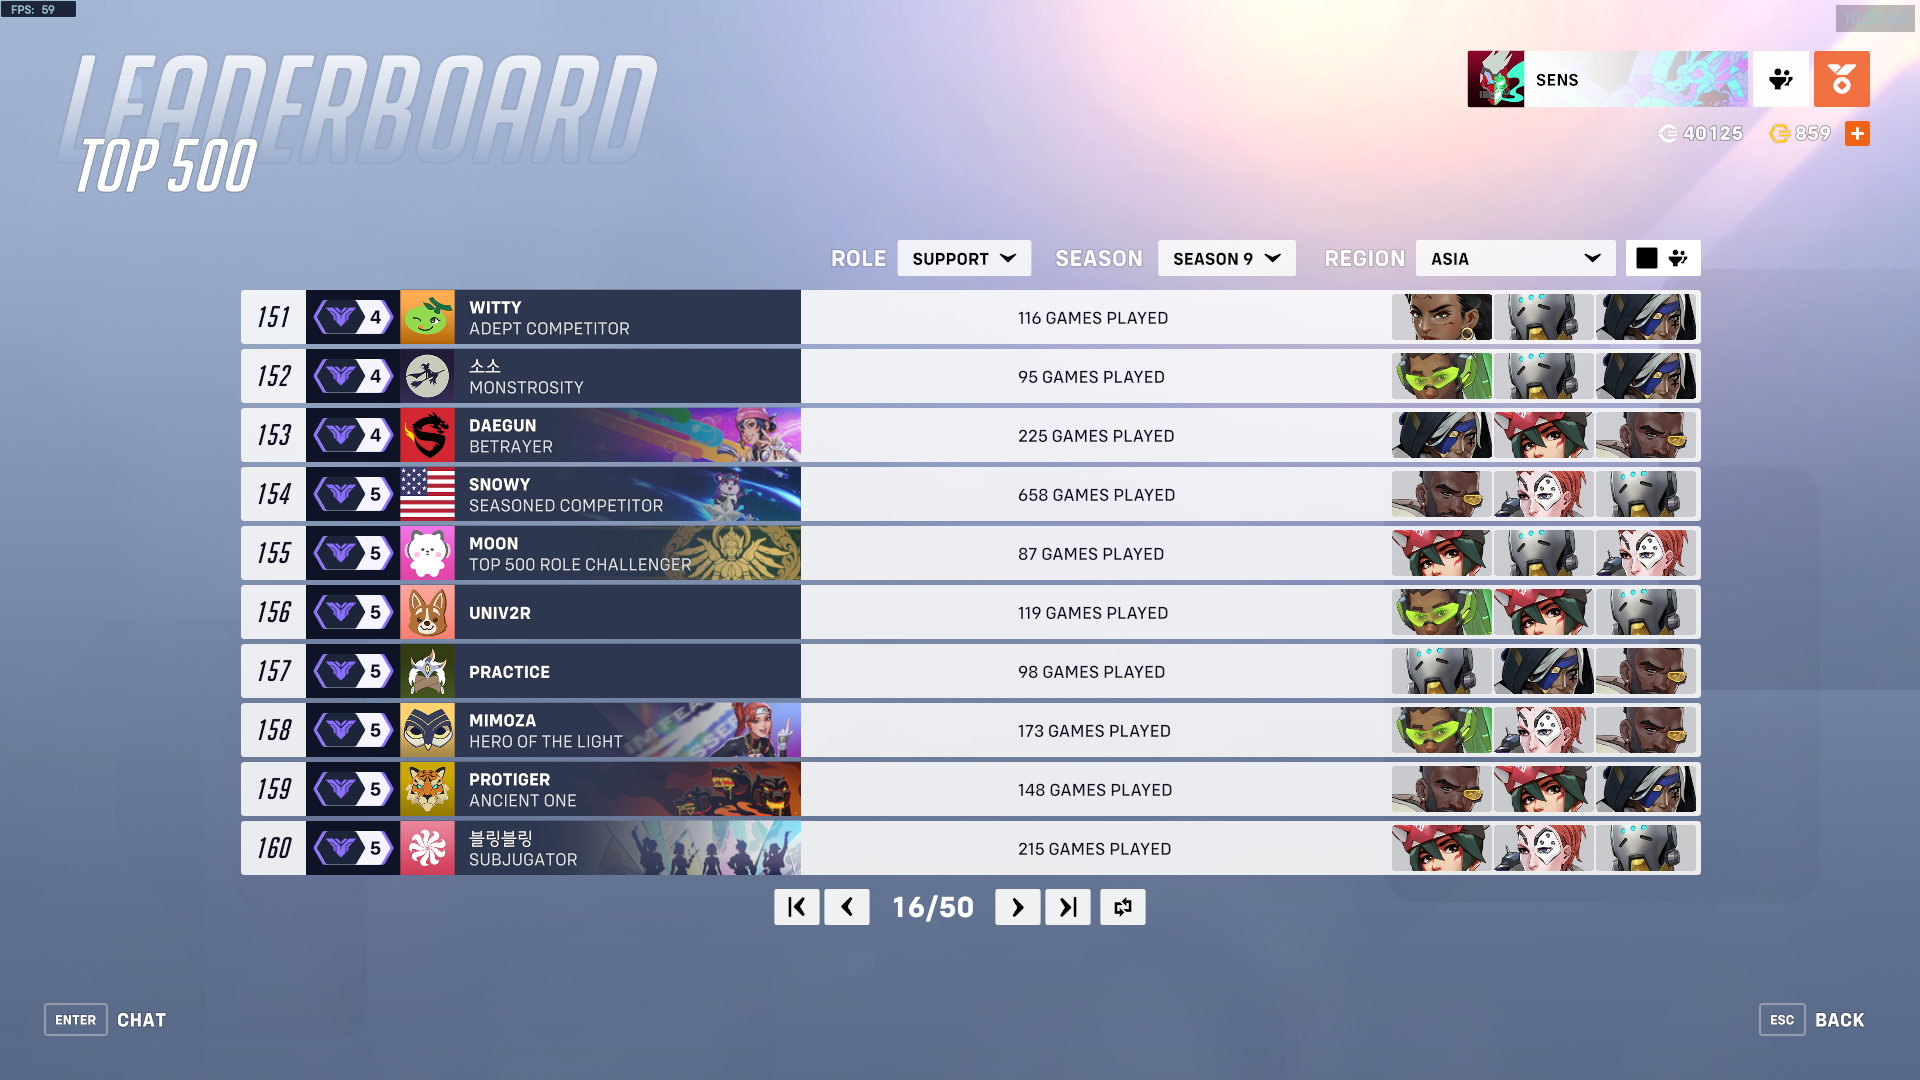 FPS: 59
LEADERBOARD
TOP 500
SENS
40125
859
ROLE
SUPPORT
SEASON
SEASON 9
REGION
ASIA
151
4
WITTY
ADEPT COMPETITOR
116 GAMES PLAYED
152
4
소소
MONSTROSITY
95 GAMES PLAYED
153
4
DAEGUN
BETRAYER
225 GAMES PLAYED
154
5
SNOWY
SEASONED COMPETITOR
658 GAMES PLAYED
155
5
MOON
TOP 500 ROLE CHALLENGER
87 GAMES PLAYED
156
5
UNIV2R
119 GAMES PLAYED
157
5
PRACTICE
98 GAMES PLAYED
158
5
MIMOZA
HERO OF THE LIGHT
173 GAMES PLAYED
159
5
PROTIGER
ANCIENT ONE
148 GAMES PLAYED
160
5
블링블링
SUBJUGATOR
215 GAMES PLAYED
16/50
ENTER
CHAT
ESC
BACK